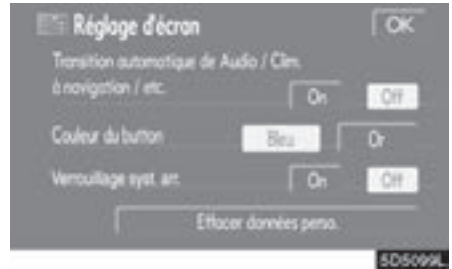 Réglage d'écran OK
Transition automatique de Audio / Clim.
à navigation / etc. On Off
Couleur du button Bleu Or
Verrouillage syst. arr. On Off
Effacer données perso.
5D5099L